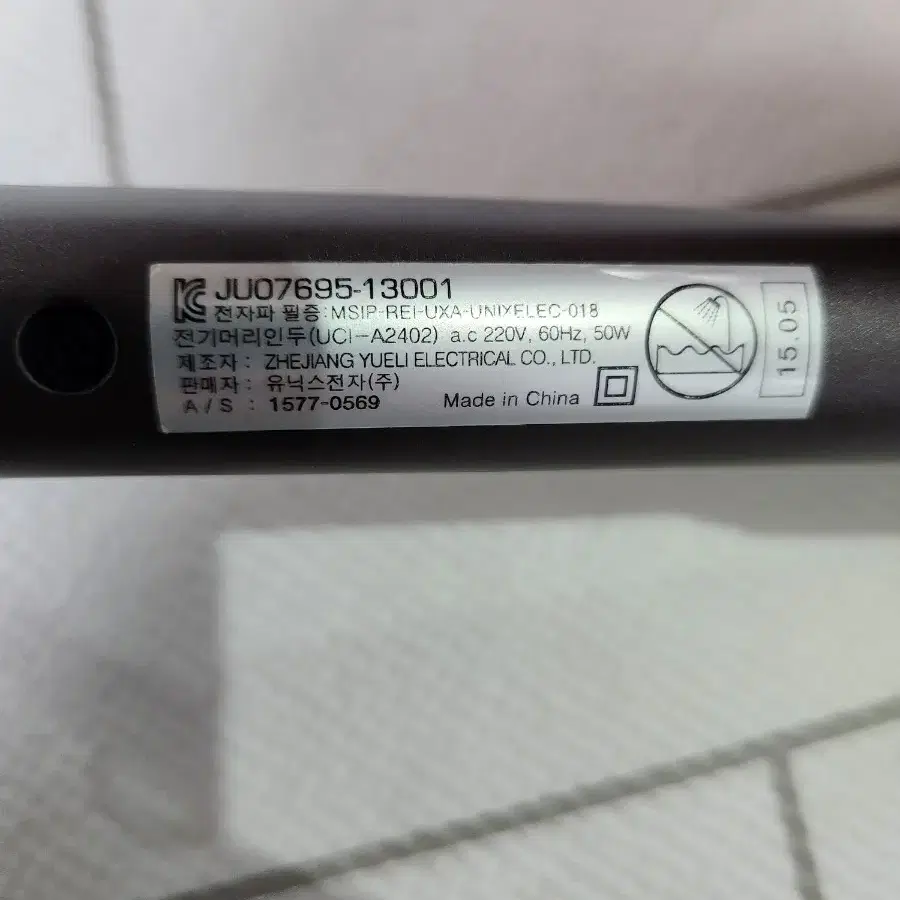 KC JU07695-13001
전자파 필증:MSIP-REI-UXA-UNIXELEC-018
전기머리인두(UCI-A2402) a.c 220V, 60Hz, 50W
제조자 : ZHEJIANG YUELI ELECTRICAL CO., LTD.
판매자 : 유닉스전자(주)
A/S : 1577-0569 Made in China
15.05